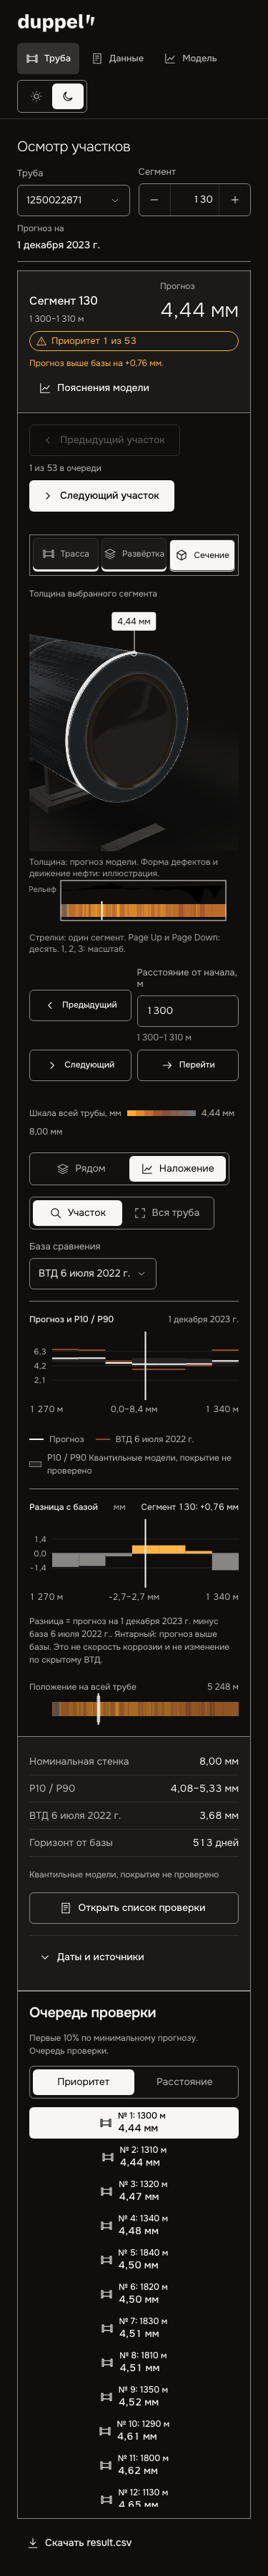 duppel
Труба
Данные
Модель
Осмотр участков
Труба
Сегмент
1250022871
130
Прогноз на
1 декабря 2023 г.
Прогноз
Сегмент 130
4,44 мм
1 300–1 310 м
Приоритет 1 из 53
Прогноз выше базы на +0,76 мм.
Пояснения модели
Предыдущий участок
1 из 53 в очереди
Следующий участок
Трасса
Развёртка
Сечение
Толщина выбранного сегмента
4,44 мм
Толщина: прогноз модели. Форма дефектов и
движение нефти: иллюстрация.
Рельеф
Стрелки: один сегмент. Page Up и Page Down:
десять. 1, 2, 3: масштаб.
Расстояние от начала,
м
Предыдущий
1 300
1 300–1 310 м
Следующий
Перейти
Шкала всей трубы, мм
4,44 мм
8,00 мм
Рядом
Наложение
Участок
Вся труба
База сравнения
ВТД 6 июля 2022 г.
Прогноз и P10 / P90
1 декабря 2023 г.
6,3
4,2
2,1
1 270 м
0,0–8,4 мм
1 340 м
Прогноз
ВТД 6 июля 2022 г.
P10 / P90 Квантильные модели, покрытие не
проверено
Разница с базой
мм
Сегмент 130: +0,76 мм
1,4
0,0
-1,4
1 270 м
-2,7–2,7 мм
1 340 м
Разница = прогноз на 1 декабря 2023 г. минус
база 6 июля 2022 г.. Янтарный: прогноз выше
базы. Это не скорость коррозии и не изменение
по скрытому ВТД.
Положение на всей трубе
5 248 м
Номинальная стенка
8,00 мм
P10 / P90
4,08–5,33 мм
ВТД 6 июля 2022 г.
3,68 мм
Горизонт от базы
513 дней
Квантильные модели, покрытие не проверено
Открыть список проверки
Даты и источники
Очередь проверки
Первые 10% по минимальному прогнозу.
Очередь проверки.
Приоритет
Расстояние
№ 1: 1300 м
4,44 мм
№ 2: 1310 м
4,44 мм
№ 3: 1320 м
4,47 мм
№ 4: 1340 м
4,48 мм
№ 5: 1840 м
4,50 мм
№ 6: 1820 м
4,50 мм
№ 7: 1830 м
4,51 мм
№ 8: 1810 м
4,51 мм
№ 9: 1350 м
4,52 мм
№ 10: 1290 м
4,61 мм
№ 11: 1800 м
4,62 мм
№ 12: 1130 м
4,65 мм
Скачать result.csv